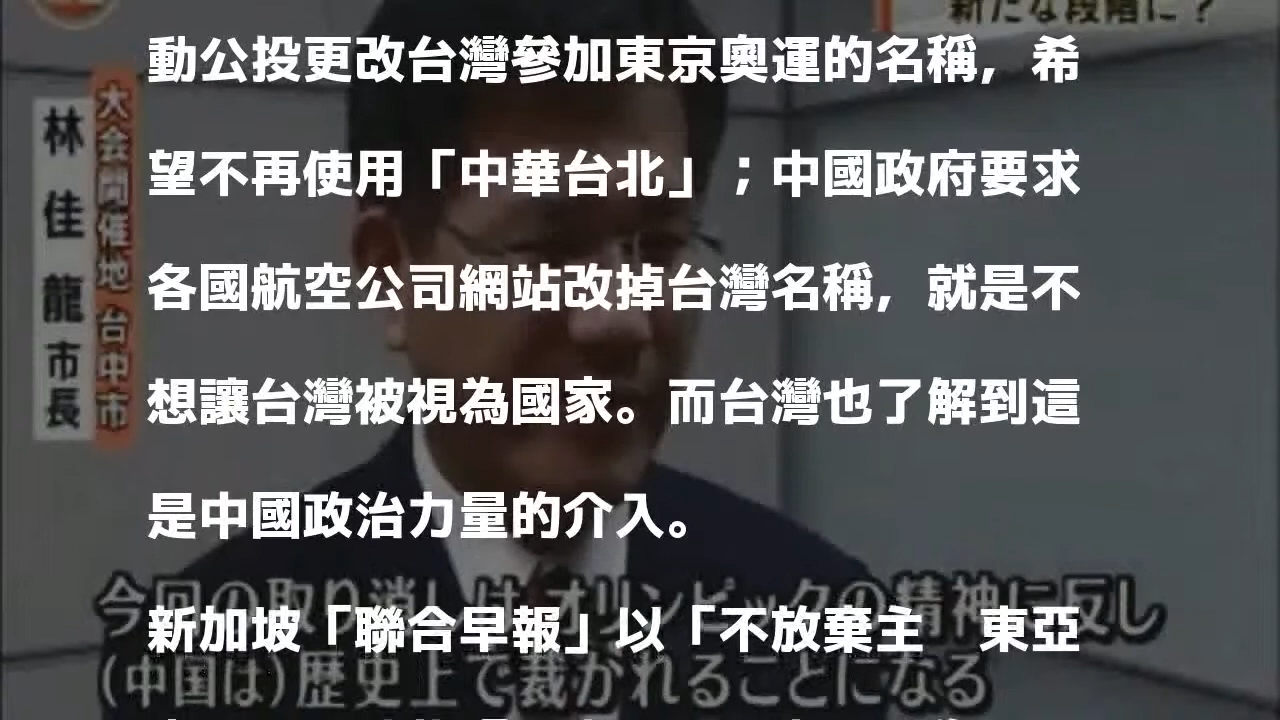 新たな段階に？
動公投更改台灣參加東京奧運的名稱，希
望不再使用「中華台北」；中國政府要求
各國航空公司網站改掉台灣名稱，就是不
想讓台灣被視為國家。而台灣也了解到這
是中國政治力量的介入。
新加坡「聯合早報」以「不放棄主　東亞
大会開催地 台中市
林佳龍市長
今回の取り消しは オリンピックの精神に反し
(中国は)歴史上で裁かれることになる